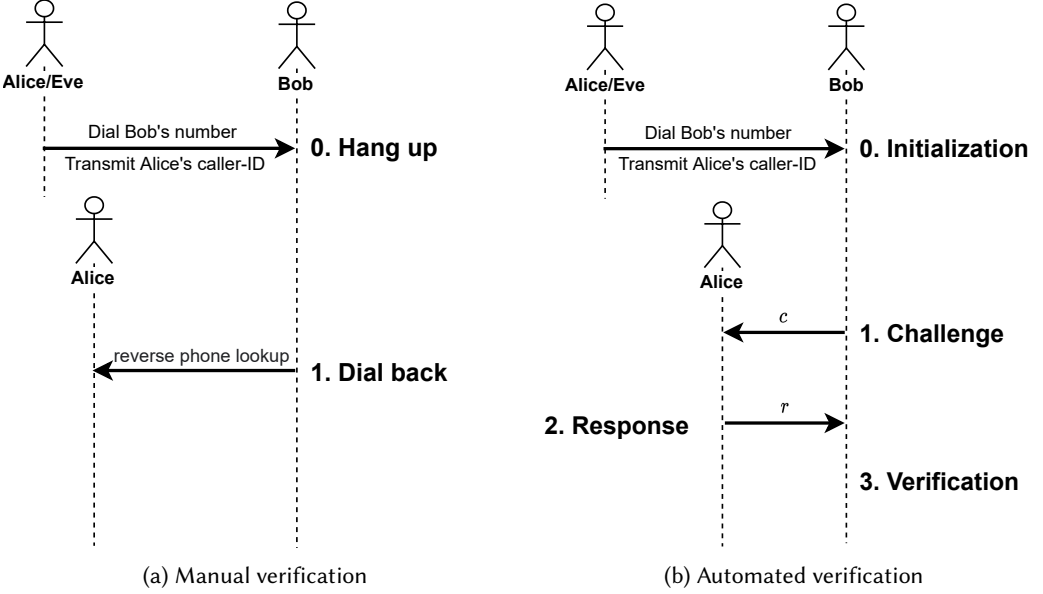 Alice/Eve
Bob
Dial Bob's number
Transmit Alice's caller-ID
0. Hang up
Alice
reverse phone lookup
1. Dial back
(a) Manual verification
Alice/Eve
Bob
Dial Bob's number
Transmit Alice's caller-ID
0. Initialization
Alice
c
1. Challenge
r
2. Response
3. Verification
(b) Automated verification